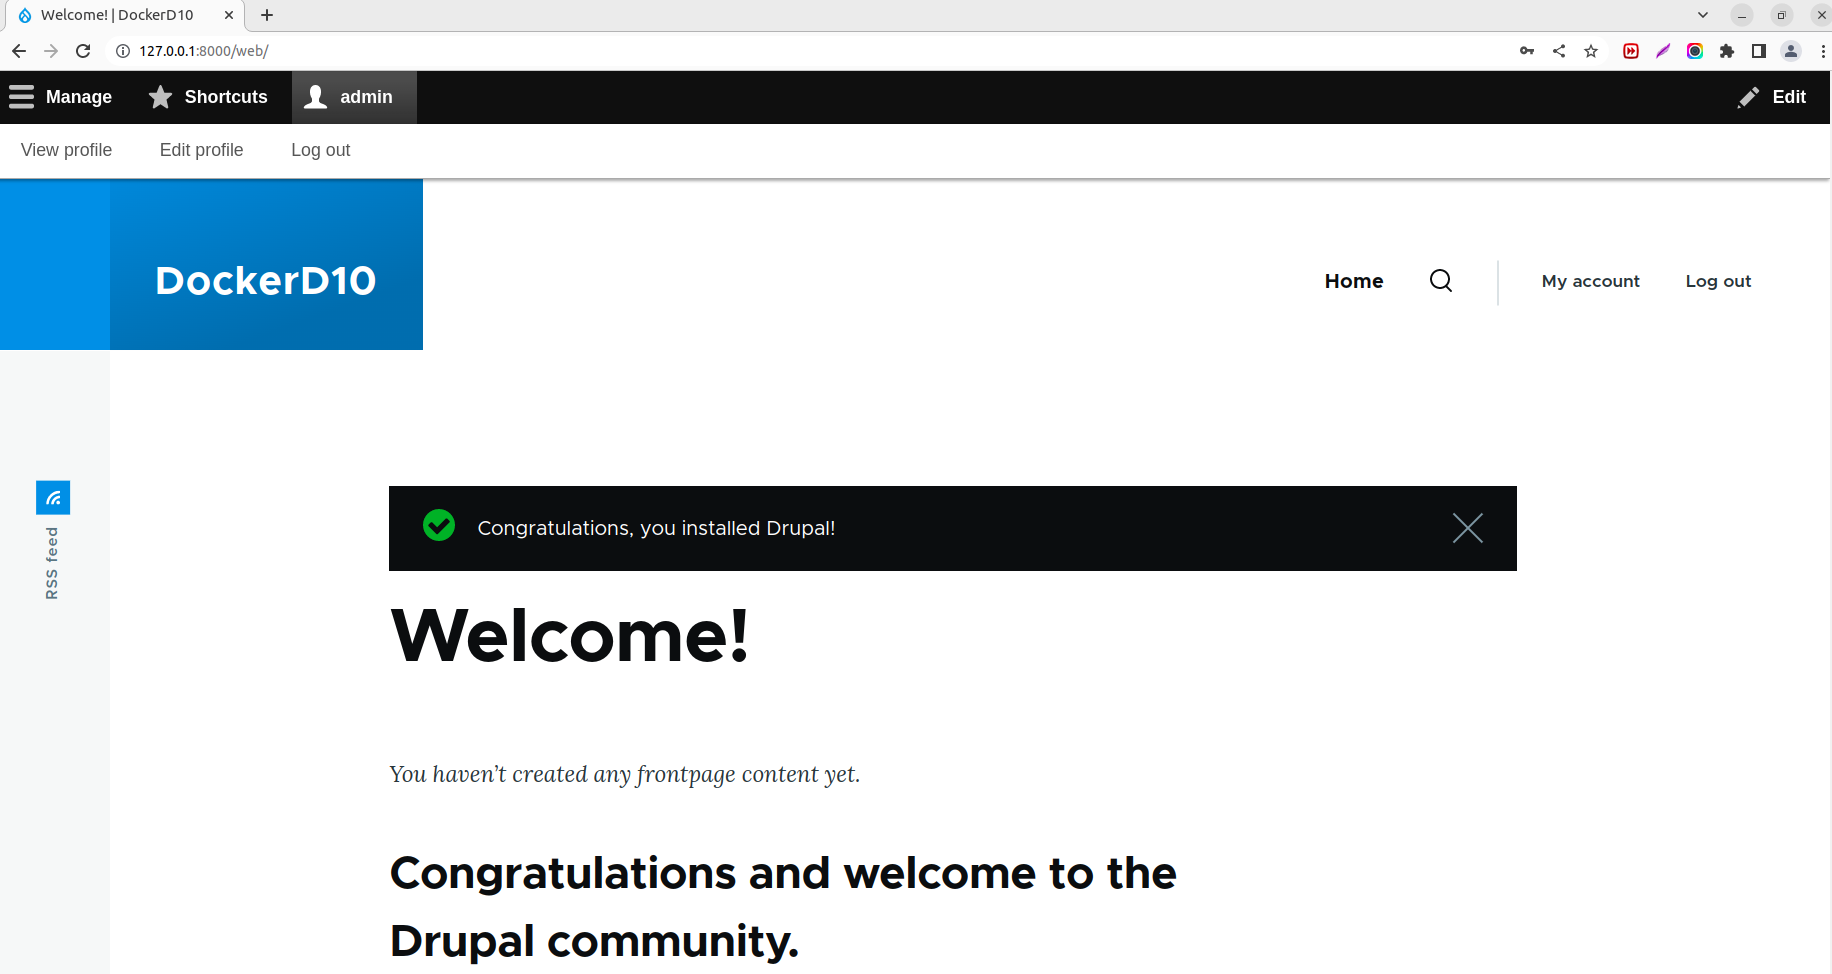 Welcome! | DockerD10
127.0.0.1:8000/web/
Manage Shortcuts admin Edit
View profile Edit profile Log out
DockerD10
Home My account Log out
RSS feed
Congratulations, you installed Drupal!
Welcome!
You haven’t created any frontpage content yet.
Congratulations and welcome to the
Drupal community.